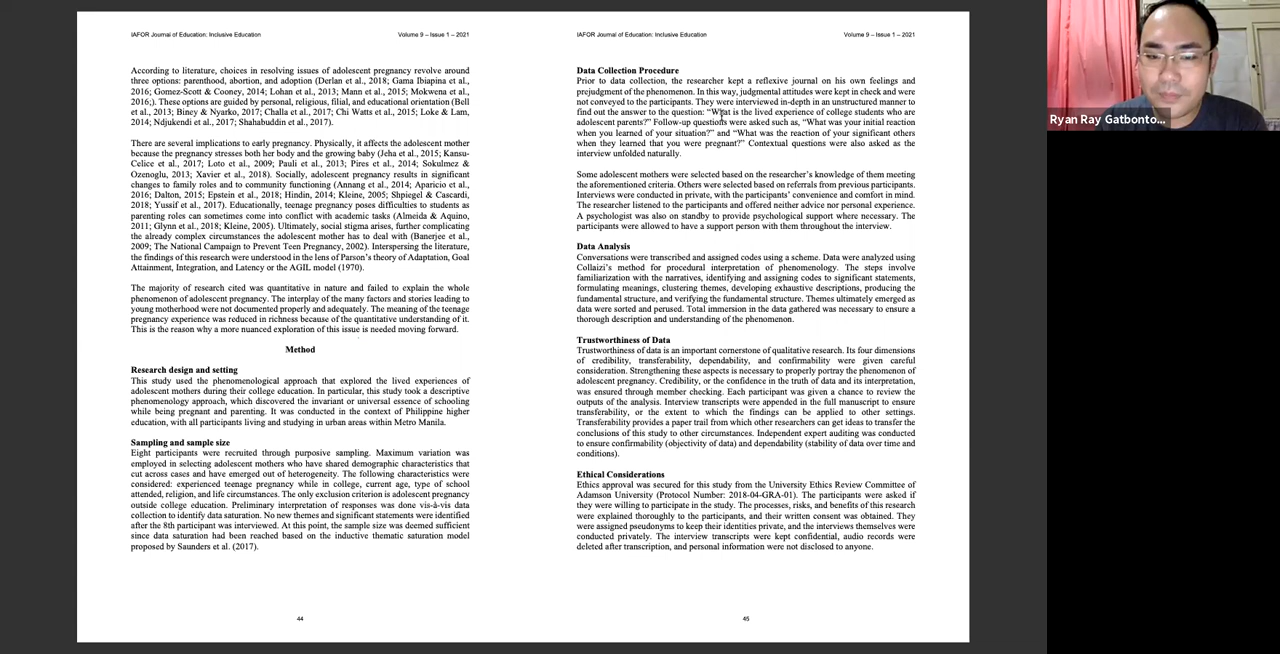 IAFOR Journal of Education: Inclusive Education
Volume 9 – Issue 1 – 2021
According to literature, choices in resolving issues of adolescent pregnancy revolve around
three options: parenthood, abortion, and adoption (Derlan et al., 2018; Gama Ibiapina et al.,
2016; Gomez-Scott & Cooney, 2014; Lohan et al., 2013; Mann et al., 2015; Mokwena et al.,
2016;). These options are guided by personal, religious, filial, and educational orientation (Bell
et al., 2013; Biney & Nyarko, 2017; Challa et al., 2017; Chi Watts et al., 2015; Loke & Lam,
2014; Ndjukendi et al., 2017; Shahabuddin et al., 2017).
There are several implications to early pregnancy. Physically, it affects the adolescent mother
because the pregnancy stresses both her body and the growing baby (Jeha et al., 2015; Kansu-
Celice et al., 2017; Loto et al., 2009; Pauli et al., 2013; Pires et al., 2014; Sokulmez &
Ozenoglu, 2013; Xavier et al., 2018). Socially, adolescent pregnancy results in significant
changes to family roles and to community functioning (Annang et al., 2014; Aparicio et al.,
2016; Dalton, 2015; Epstein et al., 2018; Hindin, 2014; Kleine, 2005; Shpiegel & Cascardi,
2018; Yussif et al., 2017). Educationally, teenage pregnancy poses difficulties to students as
parenting roles can sometimes come into conflict with academic tasks (Almeida & Aquino,
2011; Glynn et al., 2018; Kleine, 2005). Ultimately, social stigma arises, further complicating
the already complex circumstances the adolescent mother has to deal with (Banerjee et al.,
2009; The National Campaign to Prevent Teen Pregnancy, 2002). Interspersing the literature,
the findings of this research were understood in the lens of Parson's theory of Adaptation, Goal
Attainment, Integration, and Latency or the AGIL model (1970).
The majority of research cited was quantitative in nature and failed to explain the whole
phenomenon of adolescent pregnancy. The interplay of the many factors and stories leading to
young motherhood were not documented properly and adequately. The meaning of the teenage
pregnancy experience was reduced in richness because of the quantitative understanding of it.
This is the reason why a more nuanced exploration of this issue is needed moving forward.
Method
Research design and setting
This study used the phenomenological approach that explored the lived experiences of
adolescent mothers during their college education. In particular, this study took a descriptive
phenomenology approach, which discovered the invariant or universal essence of schooling
while being pregnant and parenting. It was conducted in the context of Philippine higher
education, with all participants living and studying in urban areas within Metro Manila.
Sampling and sample size
Eight participants were recruited through purposive sampling. Maximum variation was
employed in selecting adolescent mothers who have shared demographic characteristics that
cut across cases and have emerged out of heterogeneity. The following characteristics were
considered: experienced teenage pregnancy while in college, current age, type of school
attended, religion, and life circumstances. The only exclusion criterion is adolescent pregnancy
outside college education. Preliminary interpretation of responses was done vis-à-vis data
collection to identify data saturation. No new themes and significant statements were identified
after the 8th participant was interviewed. At this point, the sample size was deemed sufficient
since data saturation had been reached based on the inductive thematic saturation model
proposed by Saunders et al. (2017).
44
IAFOR Journal of Education: Inclusive Education
Volume 9 – Issue 1 – 2021
Data Collection Procedure
Prior to data collection, the researcher kept a reflexive journal on his own feelings and
prejudgment of the phenomenon. In this way, judgmental attitudes were kept in check and were
not conveyed to the participants. They were interviewed in-depth in an unstructured manner to
find out the answer to the question: “What is the lived experience of college students who are
adolescent parents?” Follow-up questions were asked such as, “What was your initial reaction
when you learned of your situation?” and “What was the reaction of your significant others
when they learned that you were pregnant?” Contextual questions were also asked as the
interview unfolded naturally.
Some adolescent mothers were selected based on the researcher's knowledge of them meeting
the aforementioned criteria. Others were selected based on referrals from previous participants.
Interviews were conducted in private, with the participants' convenience and comfort in mind.
The researcher listened to the participants and offered neither advice nor personal experience.
A psychologist was also on standby to provide psychological support where necessary. The
participants were allowed to have a support person with them throughout the interview.
Data Analysis
Conversations were transcribed and assigned codes using a scheme. Data were analyzed using
Collaizi's method for procedural interpretation of phenomenology. The steps involve
familiarization with the narratives, identifying and assigning codes to significant statements,
formulating meanings, clustering themes, developing exhaustive descriptions, producing the
fundamental structure, and verifying the fundamental structure. Themes ultimately emerged as
data were sorted and perused. Total immersion in the data gathered was necessary to ensure a
thorough description and understanding of the phenomenon.
Trustworthiness of Data
Trustworthiness of data is an important cornerstone of qualitative research. Its four dimensions
of credibility, transferability, dependability, and confirmability were given careful
consideration. Strengthening these aspects is necessary to properly portray the phenomenon of
adolescent pregnancy. Credibility, or the confidence in the truth of data and its interpretation,
was ensured through member checking. Each participant was given a chance to review the
outputs of the analysis. Interview transcripts were appended in the full manuscript to ensure
transferability, or the extent to which the findings can be applied to other settings.
Transferability provides a paper trail from which other researchers can get ideas to transfer the
conclusions of this study to other circumstances. Independent expert auditing was conducted
to ensure confirmability (objectivity of data) and dependability (stability of data over time and
conditions).
Ethical Considerations
Ethics approval was secured for this study from the University Ethics Review Committee of
Adamson University (Protocol Number: 2018-04-GRA-01). The participants were asked if
they were willing to participate in the study. The processes, risks, and benefits of this research
were explained thoroughly to the participants, and their written consent was obtained. They
were assigned pseudonyms to keep their identities private, and the interviews themselves were
conducted privately. The interview transcripts were kept confidential, audio records were
deleted after transcription, and personal information were not disclosed to anyone.
45
Ryan Ray Gatbonto...